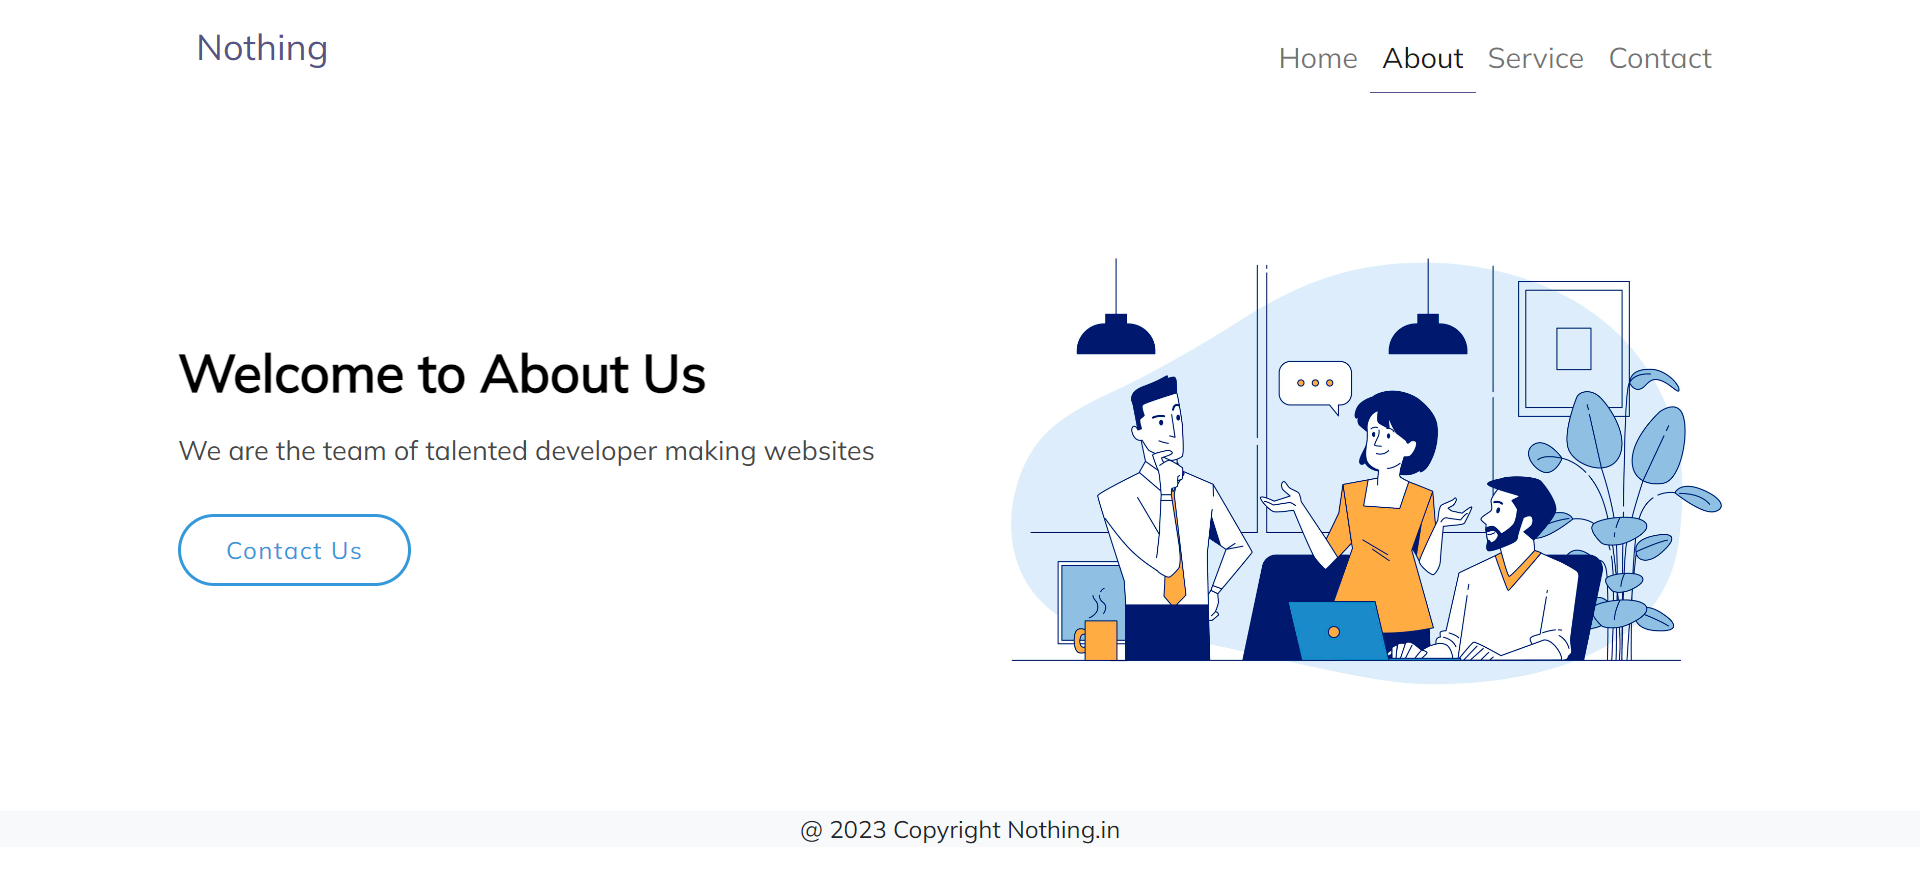 Nothing
Home About Service Contact
Welcome to About Us
We are the team of talented developer making websites
Contact Us
@ 2023 Copyright Nothing.in